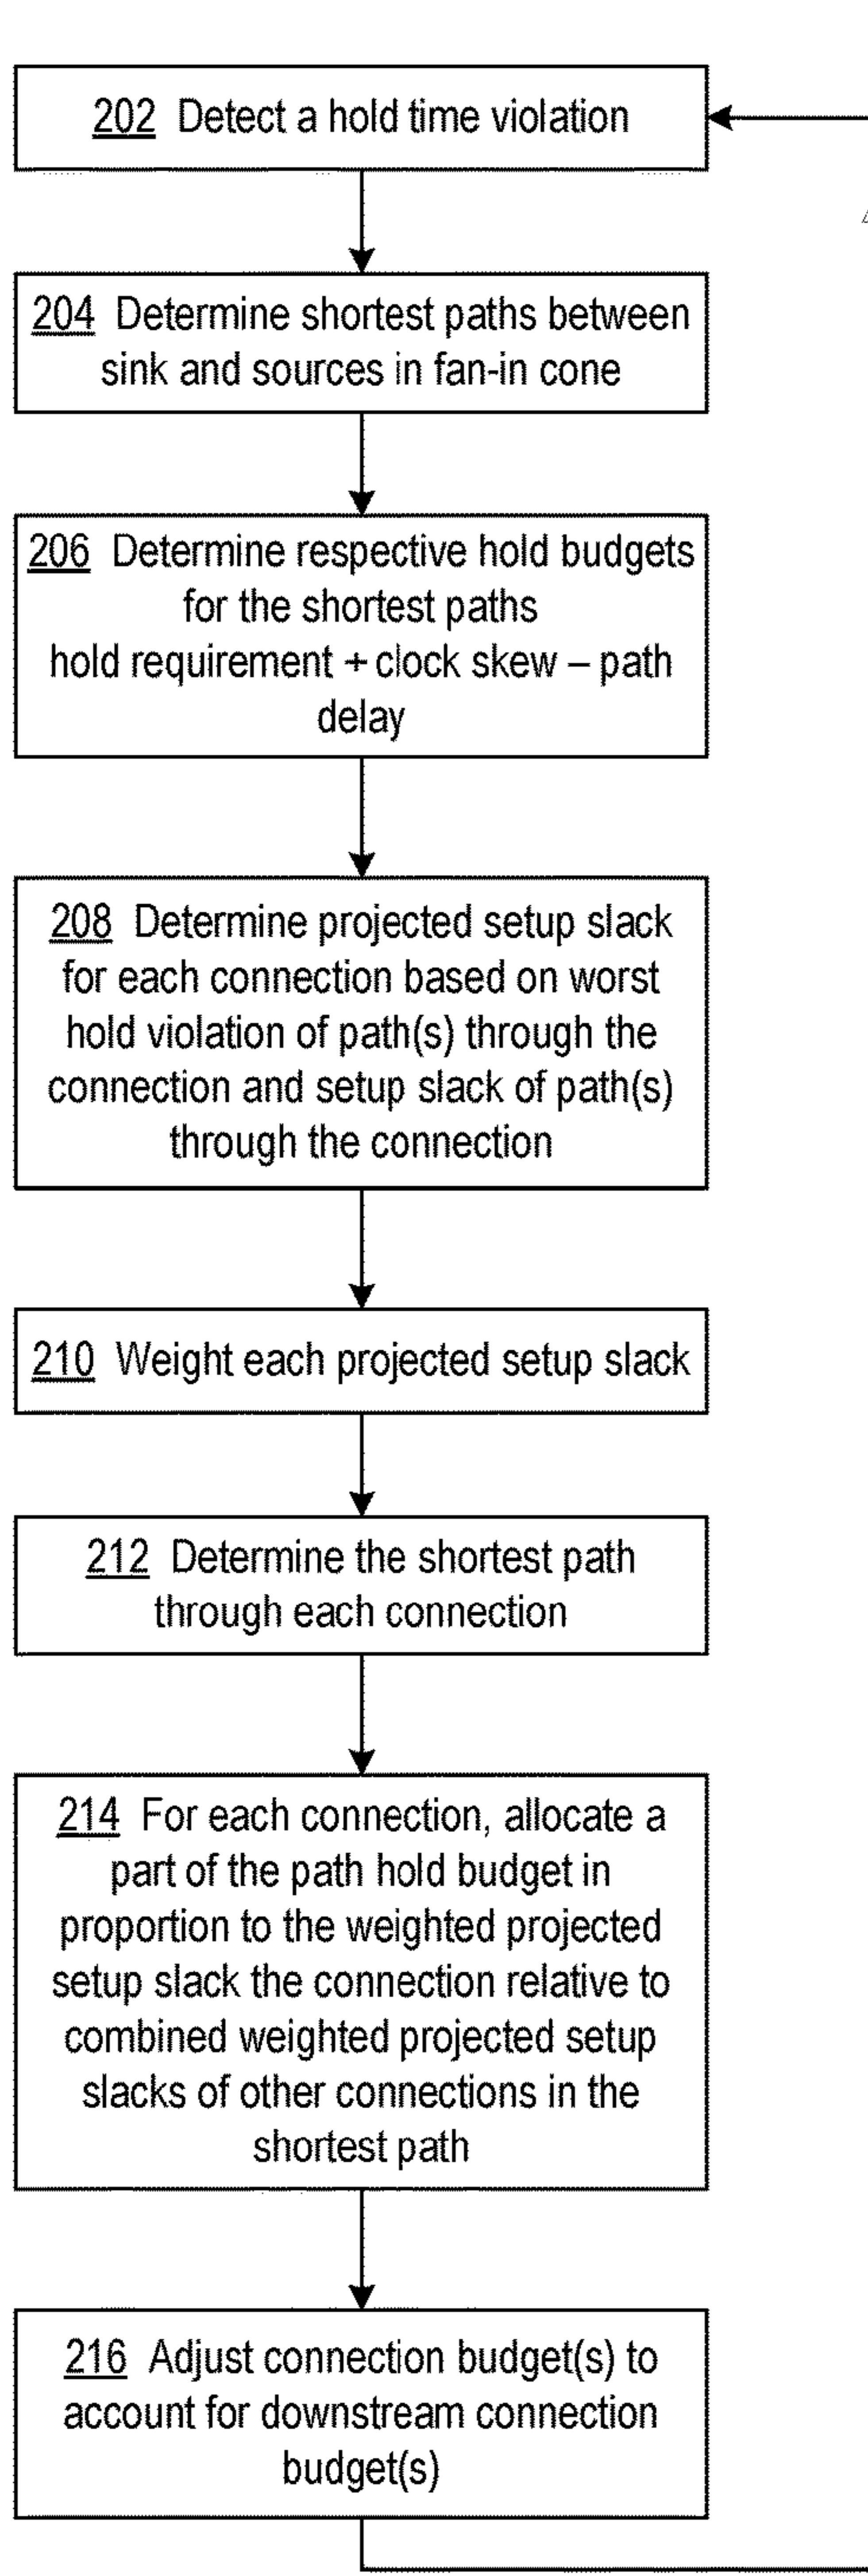 202 Detect a hold time violation
204 Determine shortest paths between
sink and sources in fan-in cone
206 Determine respective hold budgets
for the shortest paths
hold requirement + clock skew – path
delay
208 Determine projected setup slack
for each connection based on worst
hold violation of path(s) through the
connection and setup slack of path(s)
through the connection
210 Weight each projected setup slack
212 Determine the shortest path
through each connection
214 For each connection, allocate a
part of the path hold budget in
proportion to the weighted projected
setup slack the connection relative to
combined weighted projected setup
slacks of other connections in the
shortest path
216 Adjust connection budget(s) to
account for downstream connection
budget(s)